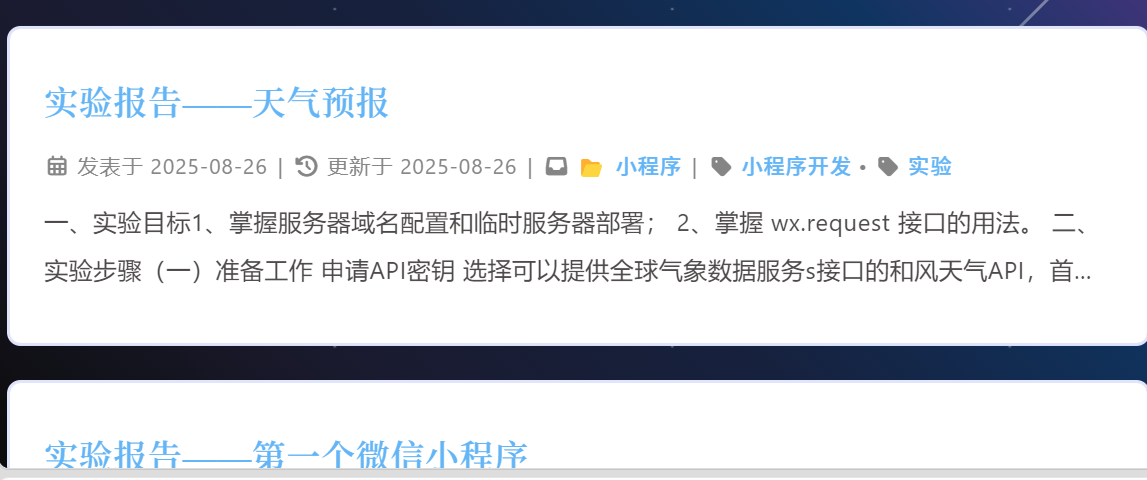 实验报告——天气预报
发表于 2025-08-26 | 更新于 2025-08-26 | 小程序 | 小程序开发 • 实验
一、实验目标1、掌握服务器域名配置和临时服务器部署； 2、掌握 wx.request 接口的用法。 二、
实验步骤（一）准备工作 申请API密钥 选择可以提供全球气象数据服务s接口的和风天气API，首...
实验报告——第一个微信小程序